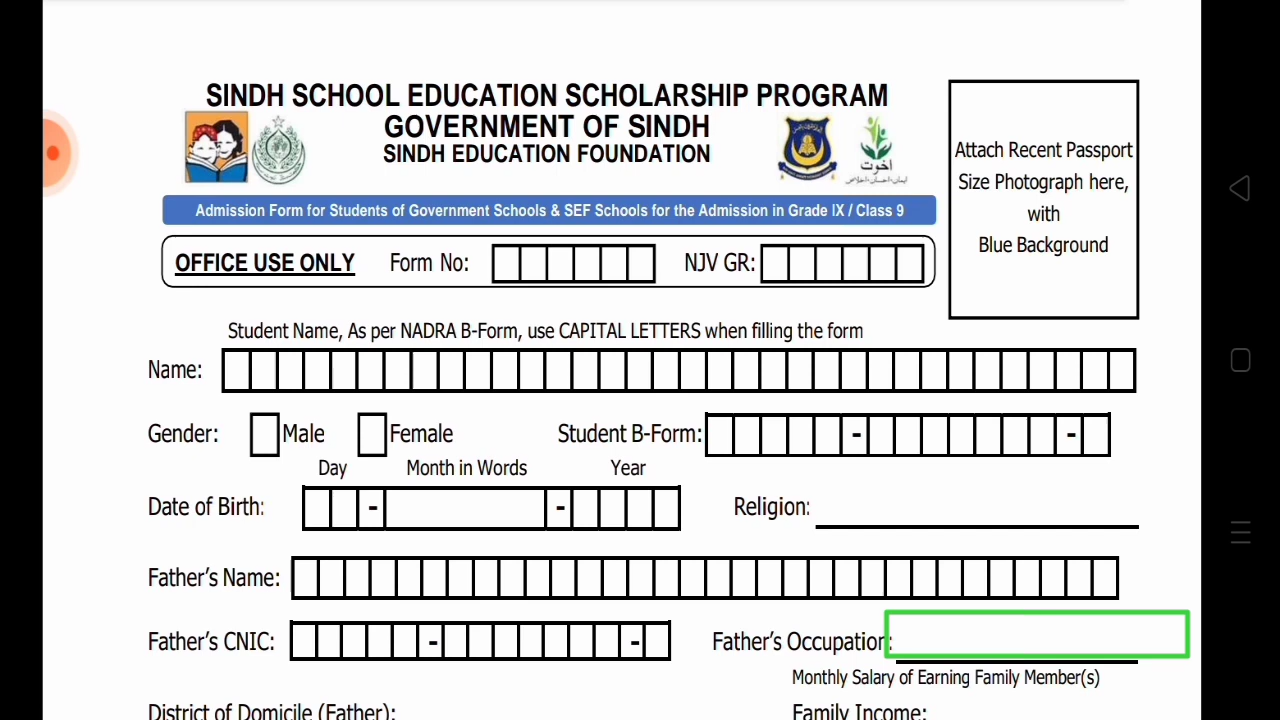 SINDH SCHOOL EDUCATION SCHOLARSHIP PROGRAM
GOVERNMENT OF SINDH
SINDH EDUCATION FOUNDATION
اخوت
ایمان، احسان، اخلاص
Attach Recent Passport
Size Photograph here,
with
Blue Background
Admission Form for Students of Government Schools & SEF Schools for the Admission in Grade IX / Class 9
OFFICE USE ONLY Form No: NJV GR:
Student Name, As per NADRA B-Form, use CAPITAL LETTERS when filling the form
Name:
Gender: Male Female Student B-Form: - -
Day Month in Words Year
Date of Birth: - - Religion:
Father's Name:
Father's CNIC: - - Father's Occupation:
Monthly Salary of Earning Family Member(s)
District of Domicile (Father): Family Income: